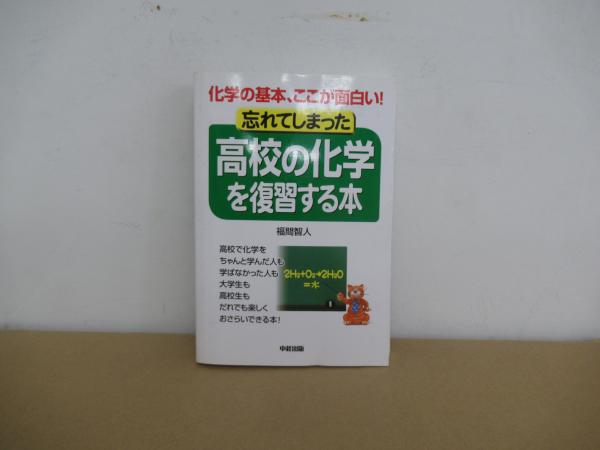 化学の基本、ここが面白い!
忘れてしまった
高校の化学
を復習する本
福間智人
高校で化学を
ちゃんと学んだ人も
学ばなかった人も
大学生も
高校生も
だれでも楽しく
おさらいできる本!
2H₂+O₂→2H₂O
=水
中経出版